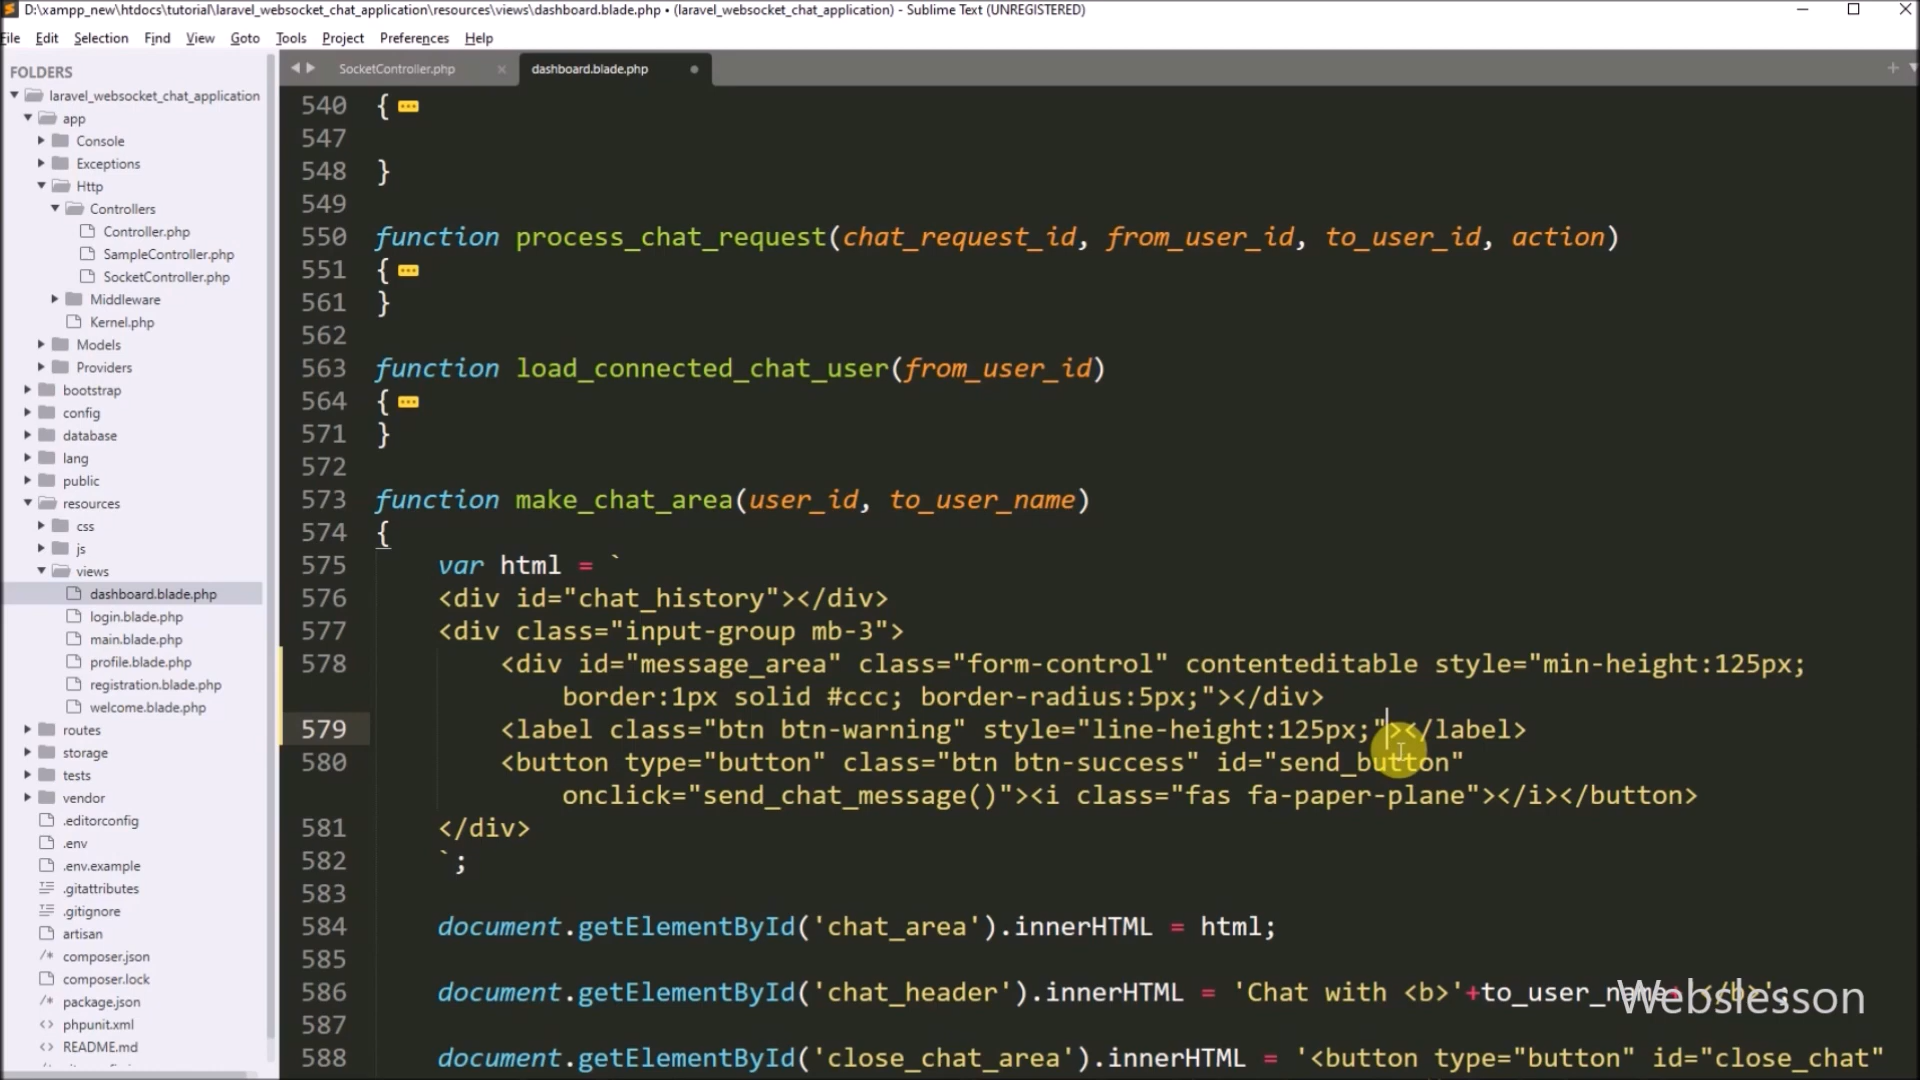 D:\xampp_new\htdocs\tutorial\laravel_websocket_chat_application\resources\views\dashboard.blade.php • (laravel_websocket_chat_application) - Sublime Text (UNREGISTERED)
File Edit Selection Find View Goto Tools Project Preferences Help
FOLDERS
laravel_websocket_chat_application
app
Console
Exceptions
Http
Controllers
Controller.php
SampleController.php
SocketController.php
Middleware
Kernel.php
Models
Providers
bootstrap
config
database
lang
public
resources
css
js
views
dashboard.blade.php
login.blade.php
main.blade.php
profile.blade.php
registration.blade.php
welcome.blade.php
routes
storage
tests
vendor
.editorconfig
.env
.env.example
.gitattributes
.gitignore
artisan
composer.json
composer.lock
package.json
phpunit.xml
README.md
SocketController.php × dashboard.blade.php •
540 {
547
548 }
549
550 function process_chat_request(chat_request_id, from_user_id, to_user_id, action)
551 {
561 }
562
563 function load_connected_chat_user(from_user_id)
564 {
571 }
572
573 function make_chat_area(user_id, to_user_name)
574 {
575 var html = `
576 <div id="chat_history"></div>
577 <div class="input-group mb-3">
578 <div id="message_area" class="form-control" contenteditable style="min-height:125px;
border:1px solid #ccc; border-radius:5px;"></div>
579 <label class="btn btn-warning" style="line-height:125px;"></label>
580 <button type="button" class="btn btn-success" id="send_button"
onclick="send_chat_message()"><i class="fas fa-paper-plane"></i></button>
581 </div>
582 `;
583
584 document.getElementById('chat_area').innerHTML = html;
585
586 document.getElementById('chat_header').innerHTML = 'Chat with <b>'+to_user_name+'</b>';
587
588 document.getElementById('close_chat_area').innerHTML = '<button type="button" id="close_chat"
Webslesson